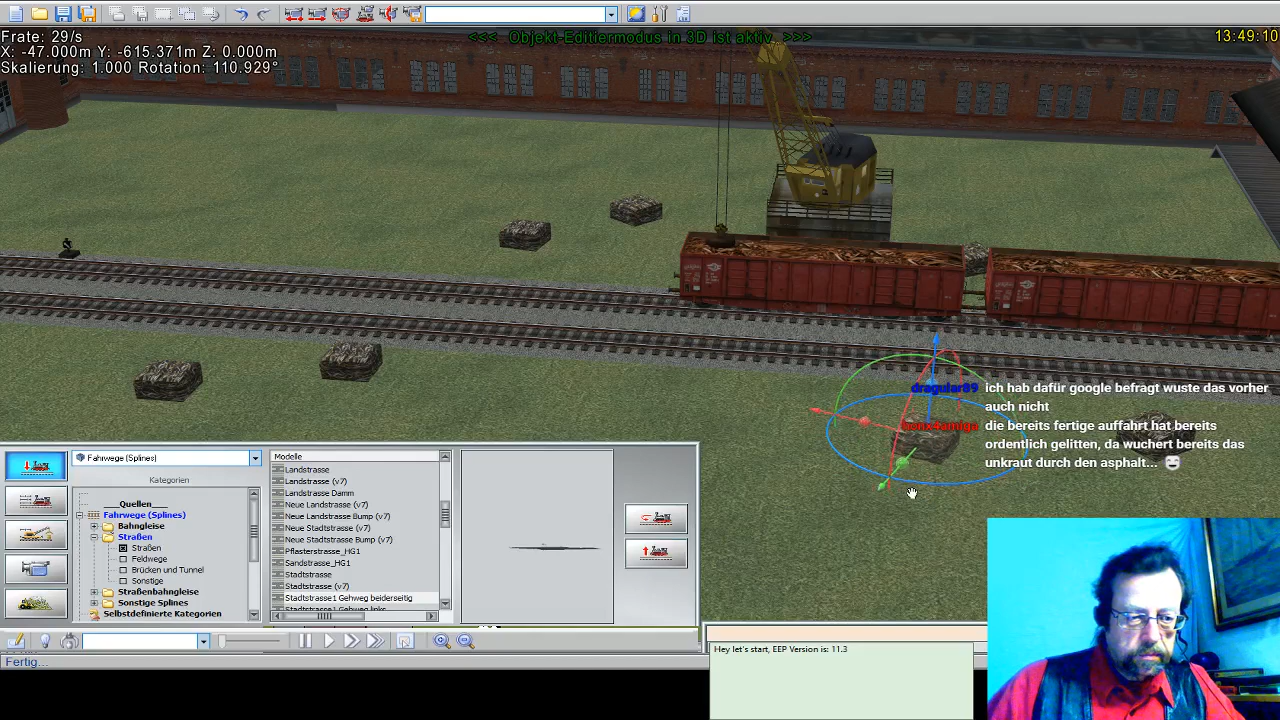 Frate: 29/s
<<< Objekt-Editiermodus in 3D ist aktiv >>>
13:49:10
X: -47.000m Y: -615.371m Z: 0.000m
Skalierung: 1.000 Rotation: 110.929°
dragular89 ich hab dafür google befragt wuste das vorher
auch nicht
die bereits fertige auffahrt hat bereits
ordentlich gelitten, da wuchert bereits das
unkraut durch den asphalt...
Fahrwege (Splines)
Kategorien
__Quellen___
Fahrwege (Splines)
Bahngleise
Straßen
Straßen
Feldwege
Brücken und Tunnel
Sonstige
Straßenbahngleise
Sonstige Splines
Selbstdefinierte Kategorien
Modelle
Landstrasse
Landstrasse (v7)
Landstrasse Damm
Neue Landstrasse (v7)
Neue Landstrasse Bump (v7)
Neue Stadtstrasse (v7)
Neue Stadtstrasse Bump (v7)
Pflasterstrasse_HG1
Sandstrasse_HG1
Stadtstrasse
Stadtstrasse (v7)
Stadtstrasse1 Gehweg beiderseitig
Stadtstrasse1 Gehweg links
Hey let's start, EEP Version is: 11.3
Fertig...